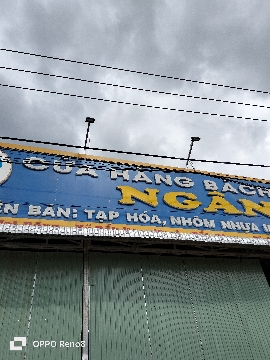 CỬA HÀNG BÁCH
NGÂN
BÁN: TẠP HÓA, NHÔM NHỰA
OPPO Reno8